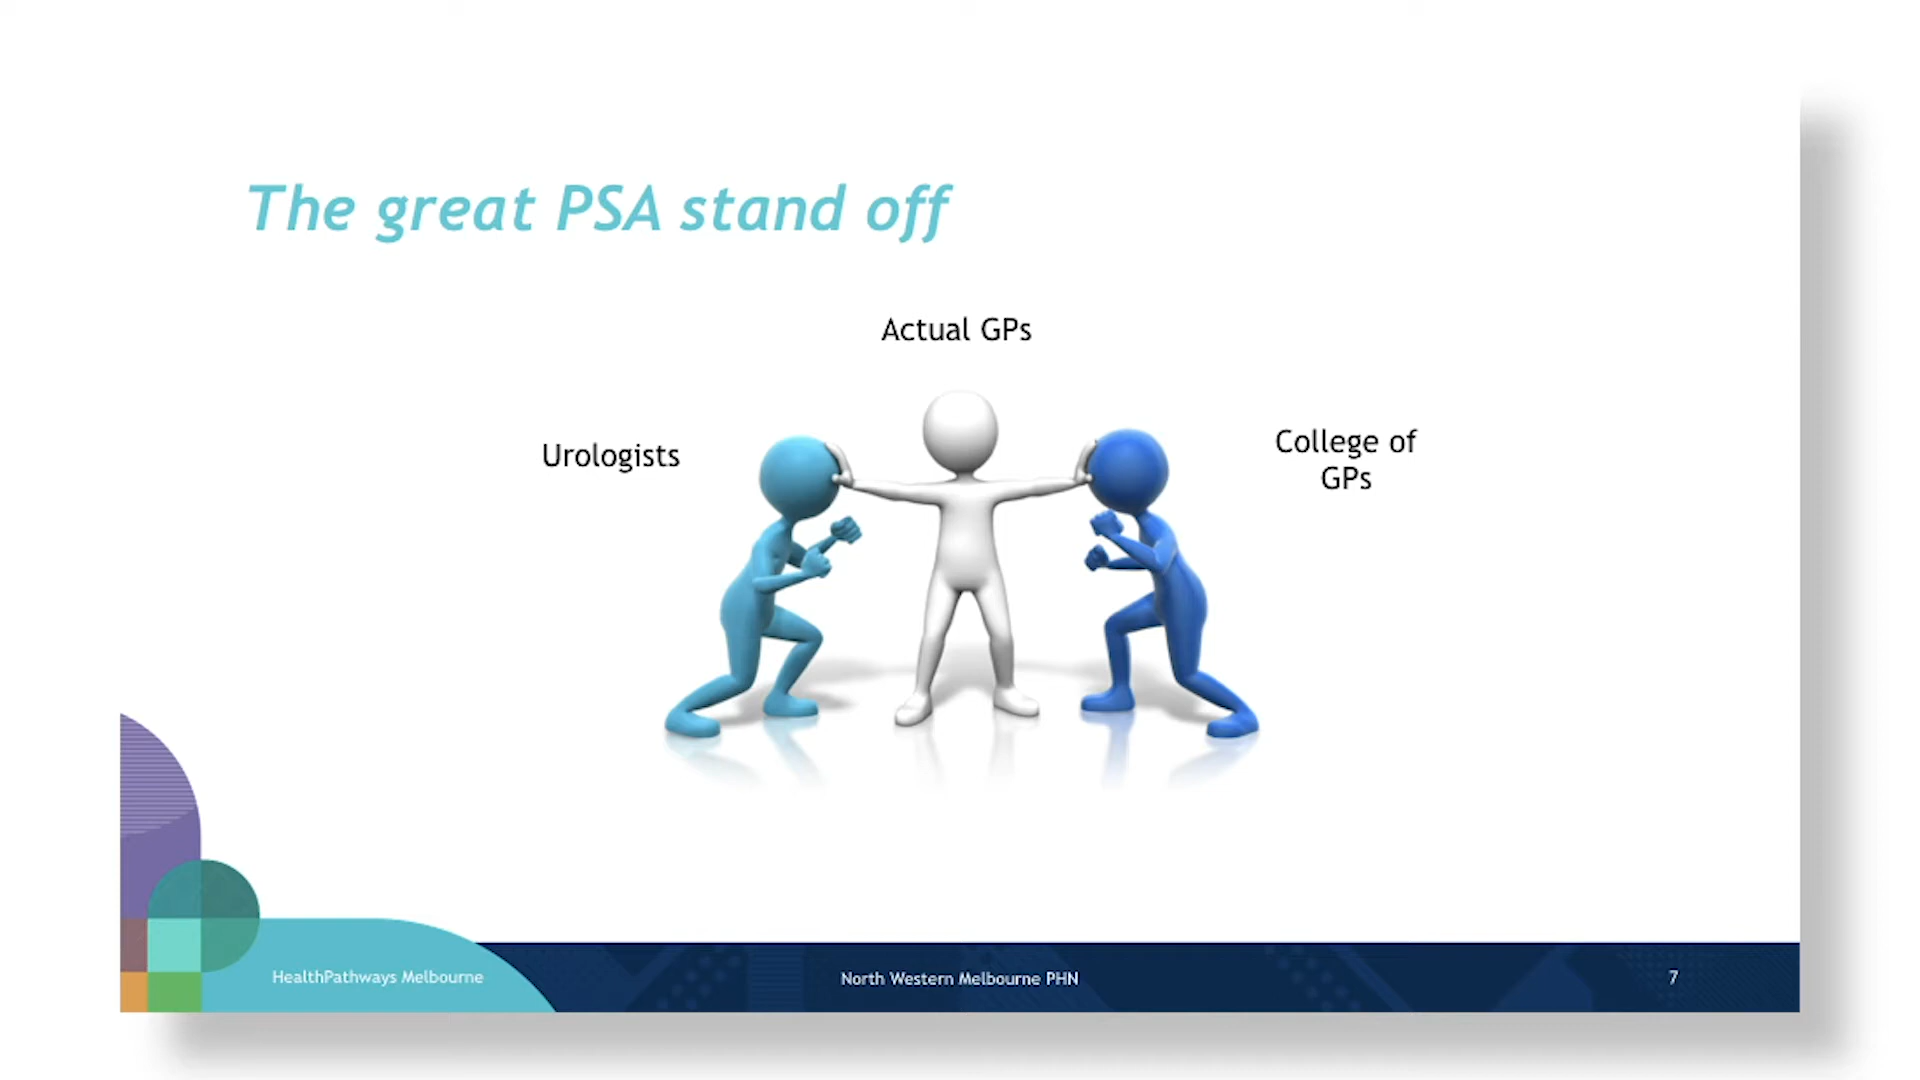 The great PSA stand off
Actual GPs
Urologists
College of
GPs
HealthPathways Melbourne
North Western Melbourne PHN
7